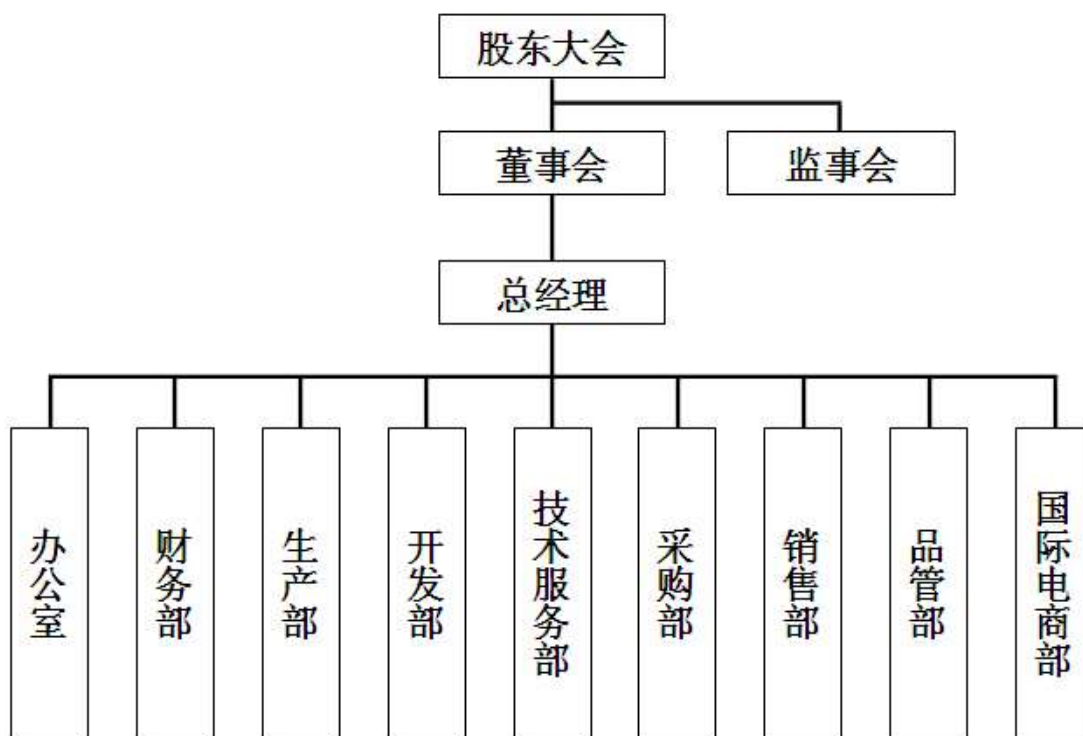 股东大会
董事会
监事会
总经理
办公室
财务部
生产部
开发部
技术服务部
采购部
销售部
品管部
国际电商部